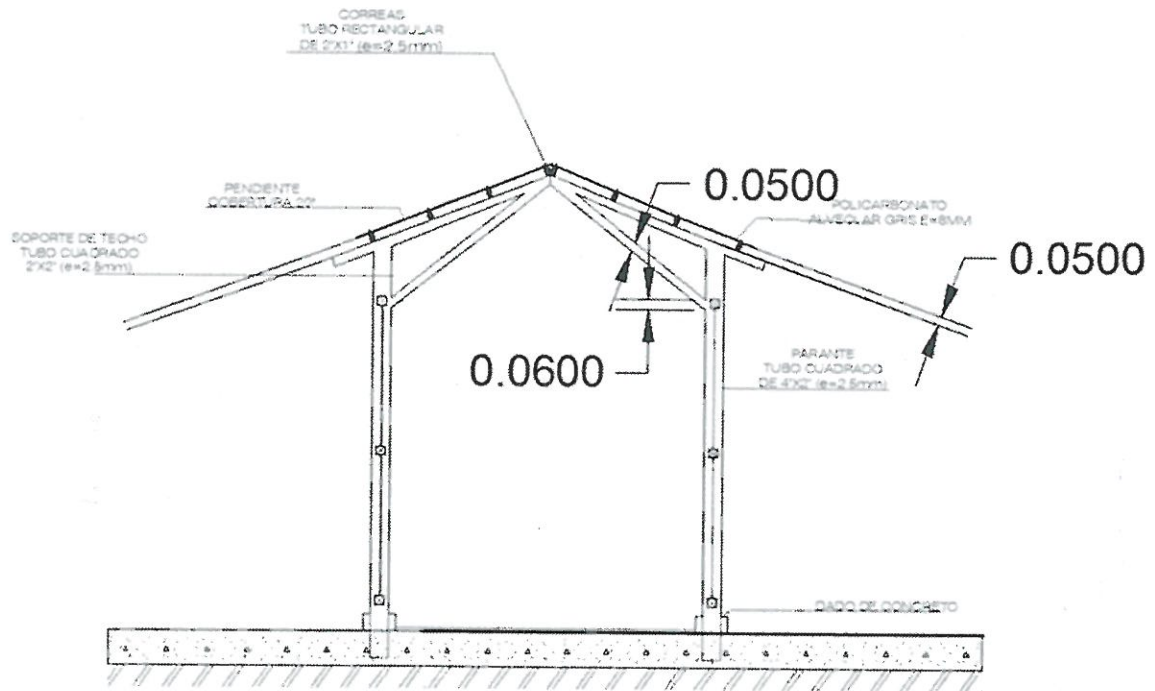 CORREAS
TUBO RECTANGULAR
DE 2"X1" (e=2.5mm)
PENDIENTE
COBERTURA 20°
SOPORTE DE TECHO
TUBO CUADRADO
2"X2" (e=2.5mm)
0.0500
POLICARBONATO
ALVEOLAR GRIS E=8MM
0.0500
0.0600
PARANTE
TUBO CUADRADO
DE 4"X2" (e=2.5mm)
DADO DE CONCRETO